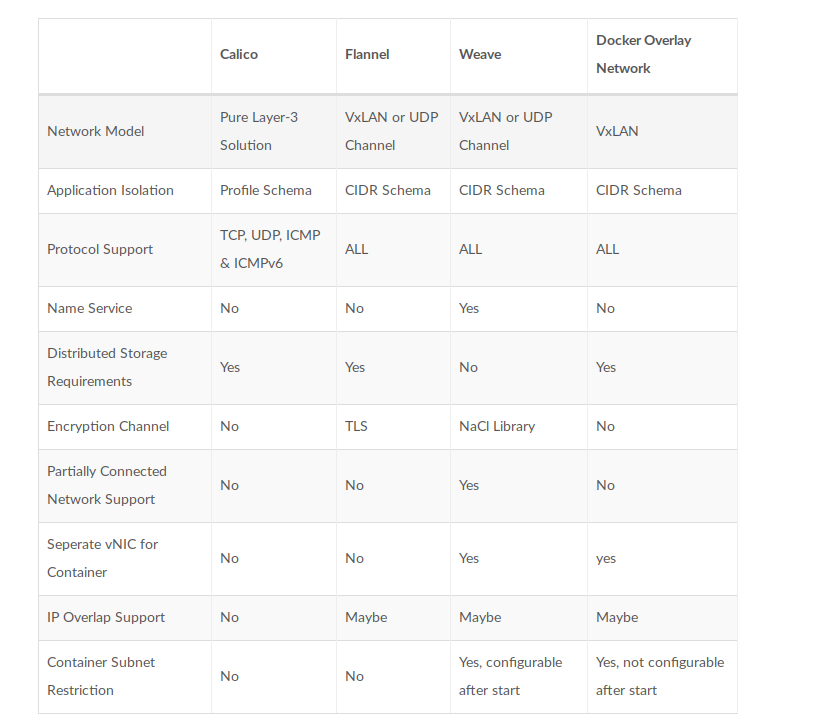 Calico Flannel Weave Docker Overlay
Network
Network Model Pure Layer-3 VxLAN or UDP VxLAN or UDP VxLAN
Solution Channel Channel
Application Isolation Profile Schema CIDR Schema CIDR Schema CIDR Schema
Protocol Support TCP, UDP, ICMP ALL ALL ALL
& ICMPv6
Name Service No No Yes No
Distributed Storage Yes Yes No Yes
Requirements
Encryption Channel No TLS NaCl Library No
Partially Connected No No Yes No
Network Support
Seperate vNIC for No No Yes yes
Container
IP Overlap Support No Maybe Maybe Maybe
Container Subnet No No Yes, configurable Yes, not configurable
Restriction after start after start